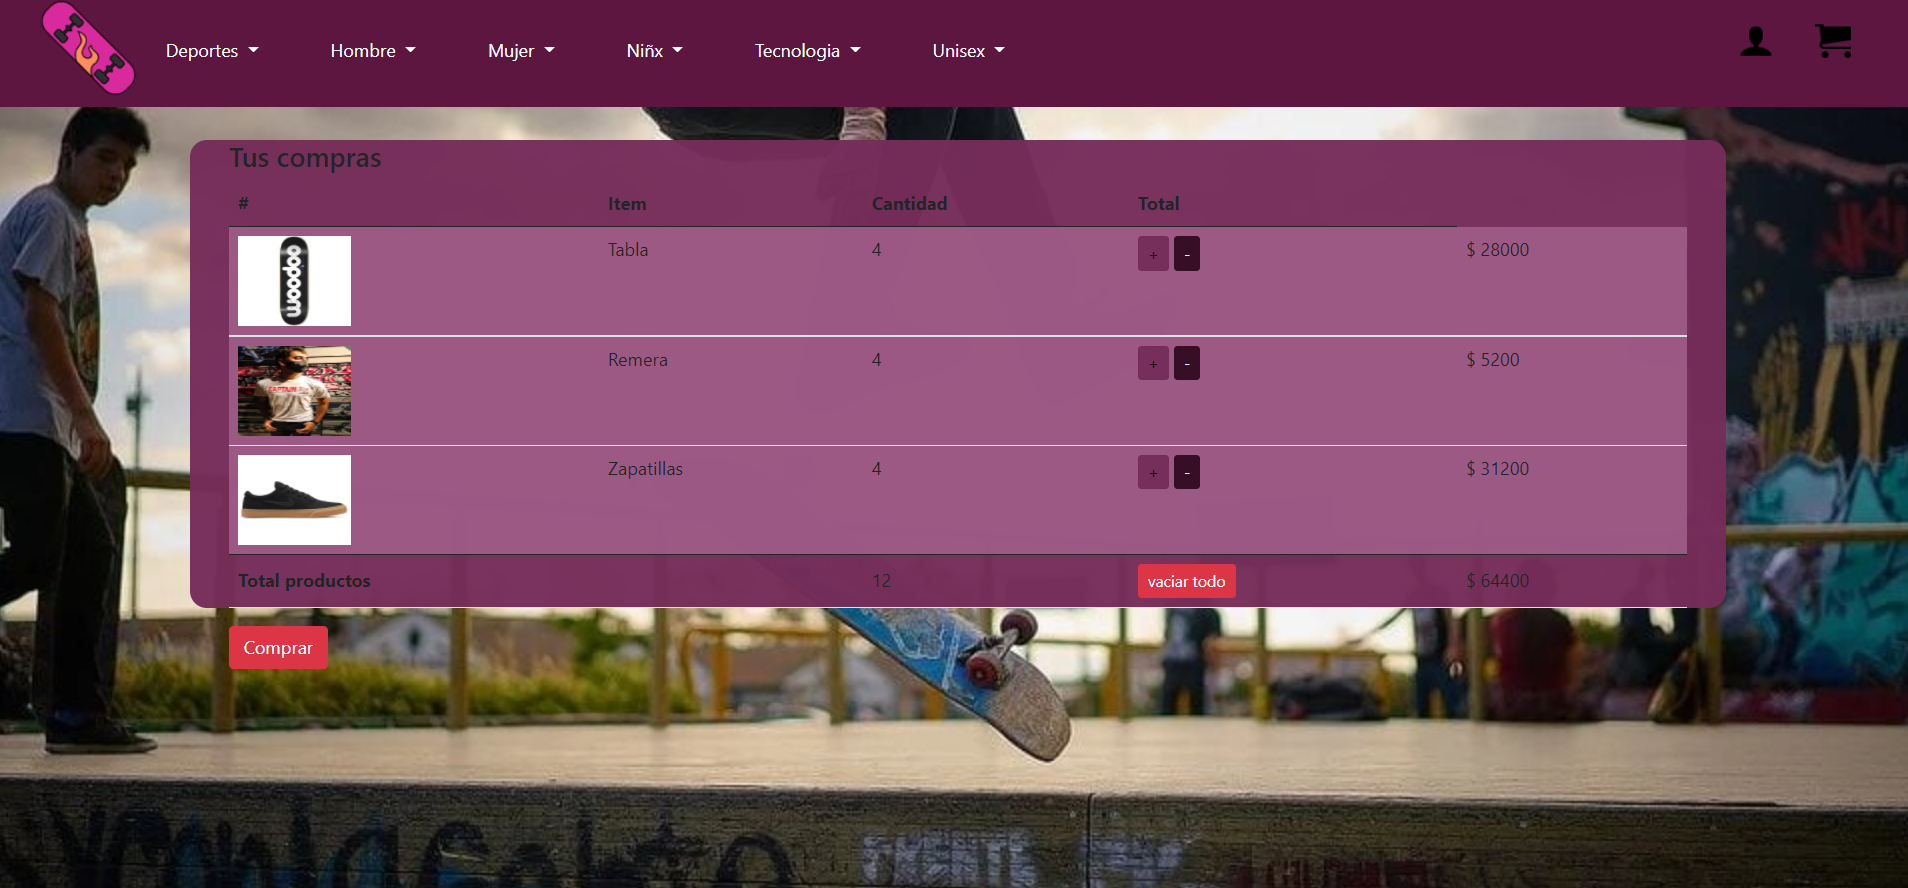 Deportes Hombre Mujer Niñx Tecnologia Unisex
Tus compras
# Item Cantidad Total
Tabla 4 + - $ 28000
Remera 4 + - $ 5200
Zapatillas 4 + - $ 31200
Total productos 12 vaciar todo $ 64400
Comprar